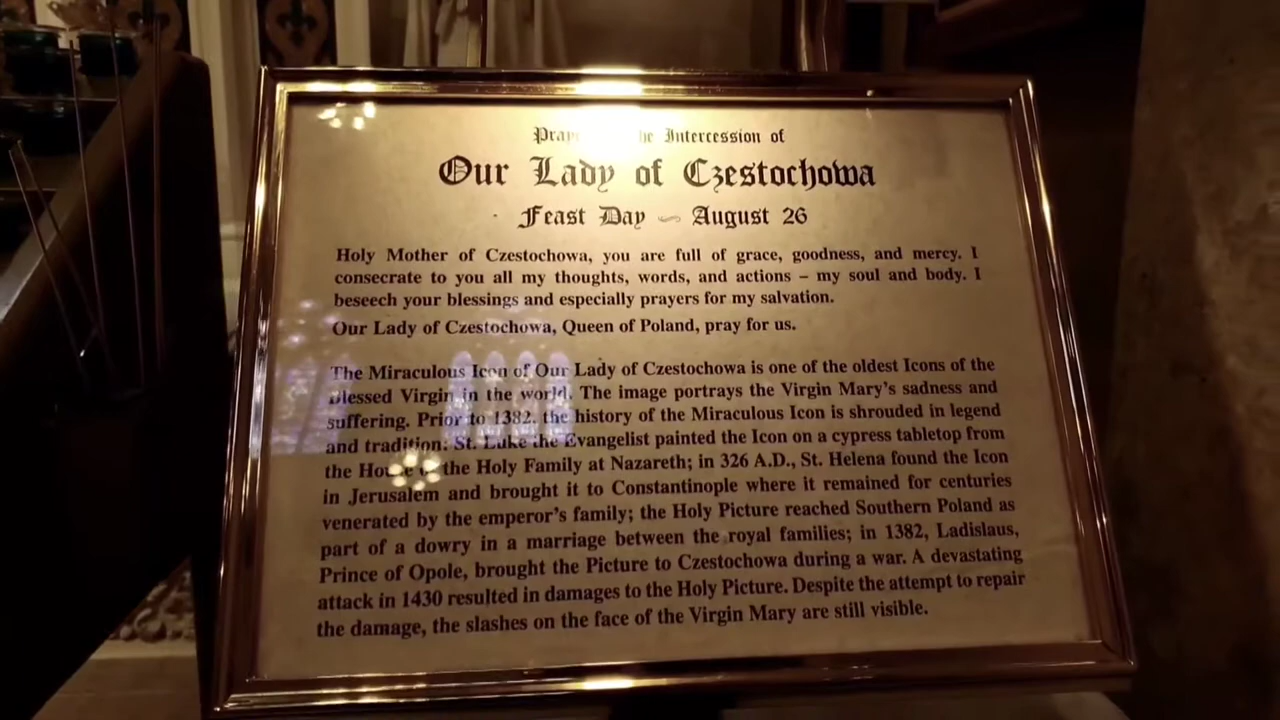 Intercession of
Our Lady of Czestochowa
Feast Day ~ August 26
Holy Mother of Czestochowa, you are full of grace, goodness, and mercy. I
consecrate to you all my thoughts, words, and actions – my soul and body. I
beseech your blessings and especially prayers for my salvation.
Our Lady of Czestochowa, Queen of Poland, pray for us.
The Miraculous Icon of Our Lady of Czestochowa is one of the oldest Icons of the
Blessed Virgin in the world. The image portrays the Virgin Mary's sadness and
suffering. Prior to 1382, the history of the Miraculous Icon is shrouded in legend
and tradition: St. Luke the Evangelist painted the Icon on a cypress tabletop from
the House of the Holy Family at Nazareth; in 326 A.D., St. Helena found the Icon
in Jerusalem and brought it to Constantinople where it remained for centuries
venerated by the emperor's family; the Holy Picture reached Southern Poland as
part of a dowry in a marriage between the royal families; in 1382, Ladislaus,
Prince of Opole, brought the Picture to Czestochowa during a war. A devastating
attack in 1430 resulted in damages to the Holy Picture. Despite the attempt to repair
the damage, the slashes on the face of the Virgin Mary are still visible.